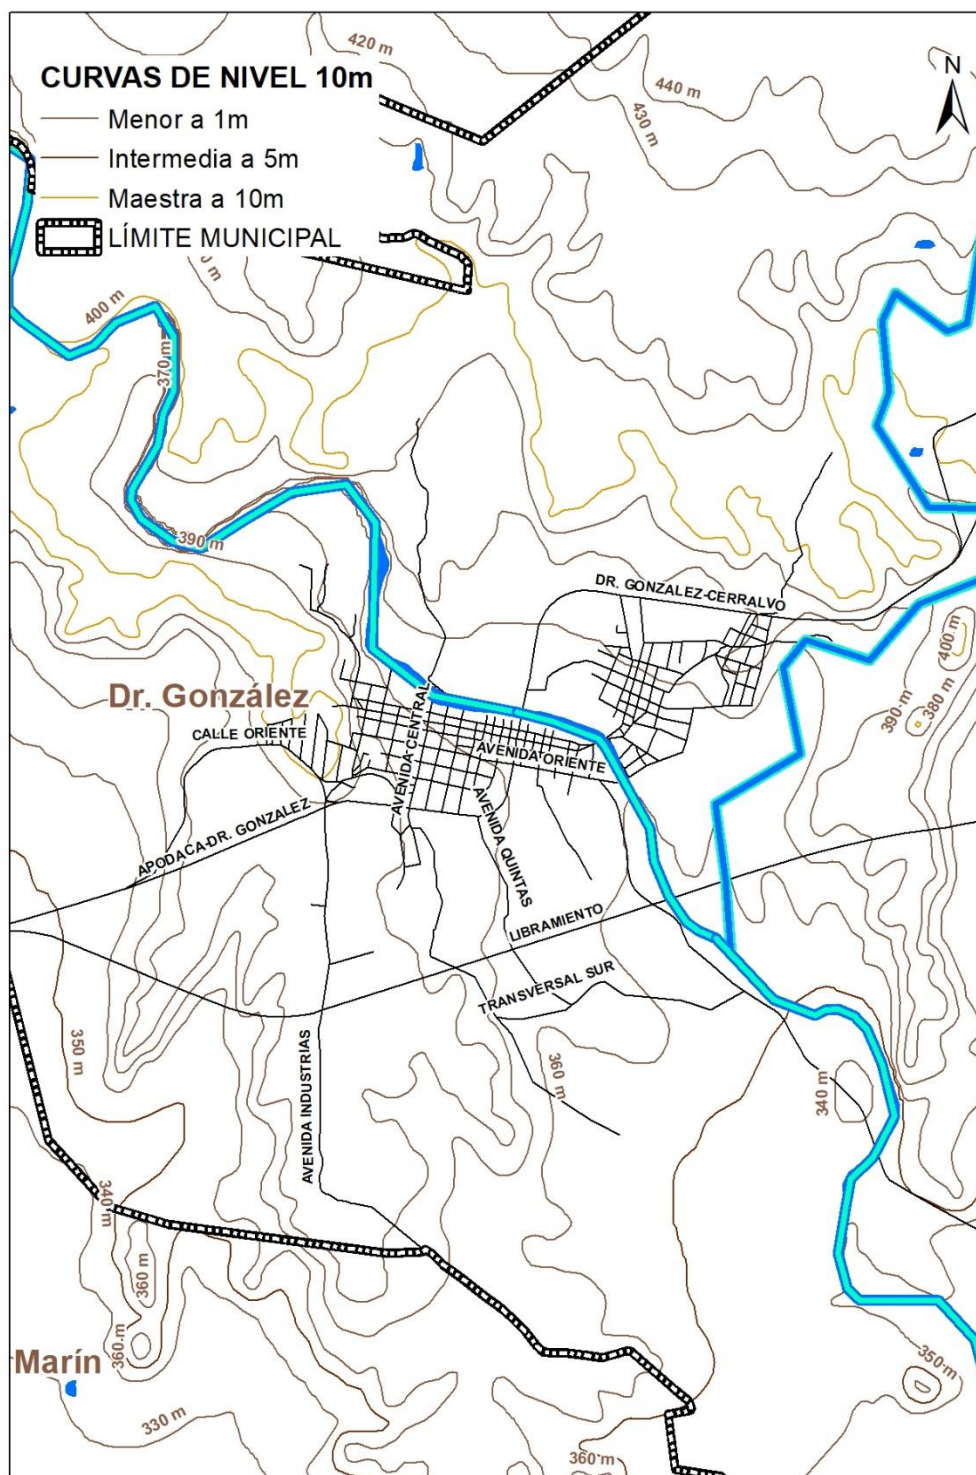 420 m
CURVAS DE NIVEL 10m
Menor a 1m
Intermedia a 5m
Maestra a 10m
LÍMITE MUNICIPAL
N
440 m
430 m
400 m
370 m
390 m
DR. GONZALEZ-CERRALVO
400 m
390 m
380 m
Dr. Gonzáléz
CALLE ORIENTE
AVENIDA CENTRAL
AVENIDA ORIENTE
APODACA-DR. GONZALEZ
AVENIDA QUINTAS
LIBRAMIENTO
TRANSVERSAL SUR
350 m
AVENIDA INDUSTRIAS
360 m
340 m
340 m
360 m
360 m
Marín
350 m
330 m
360 m